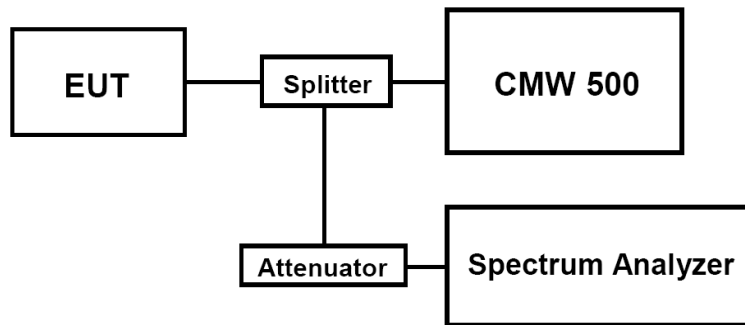 EUT
Splitter
CMW 500
Attenuator
Spectrum Analyzer